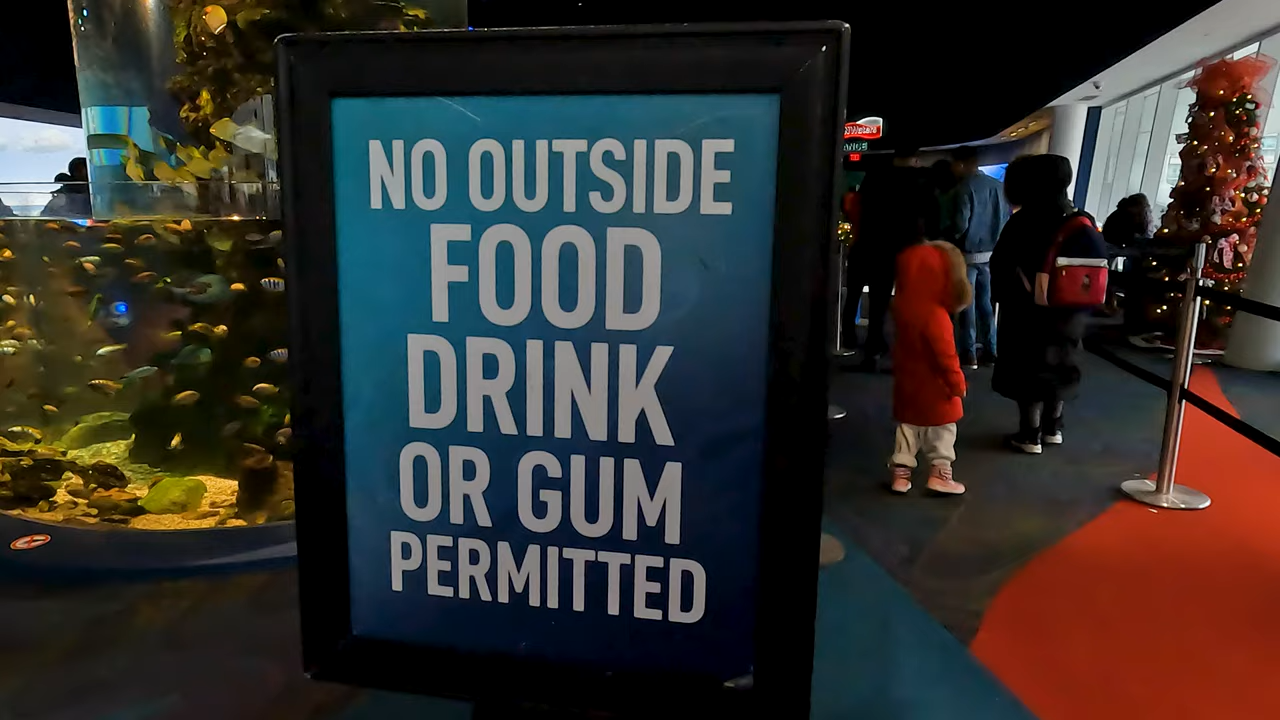 NO OUTSIDE
FOOD
DRINK
OR GUM
PERMITTED